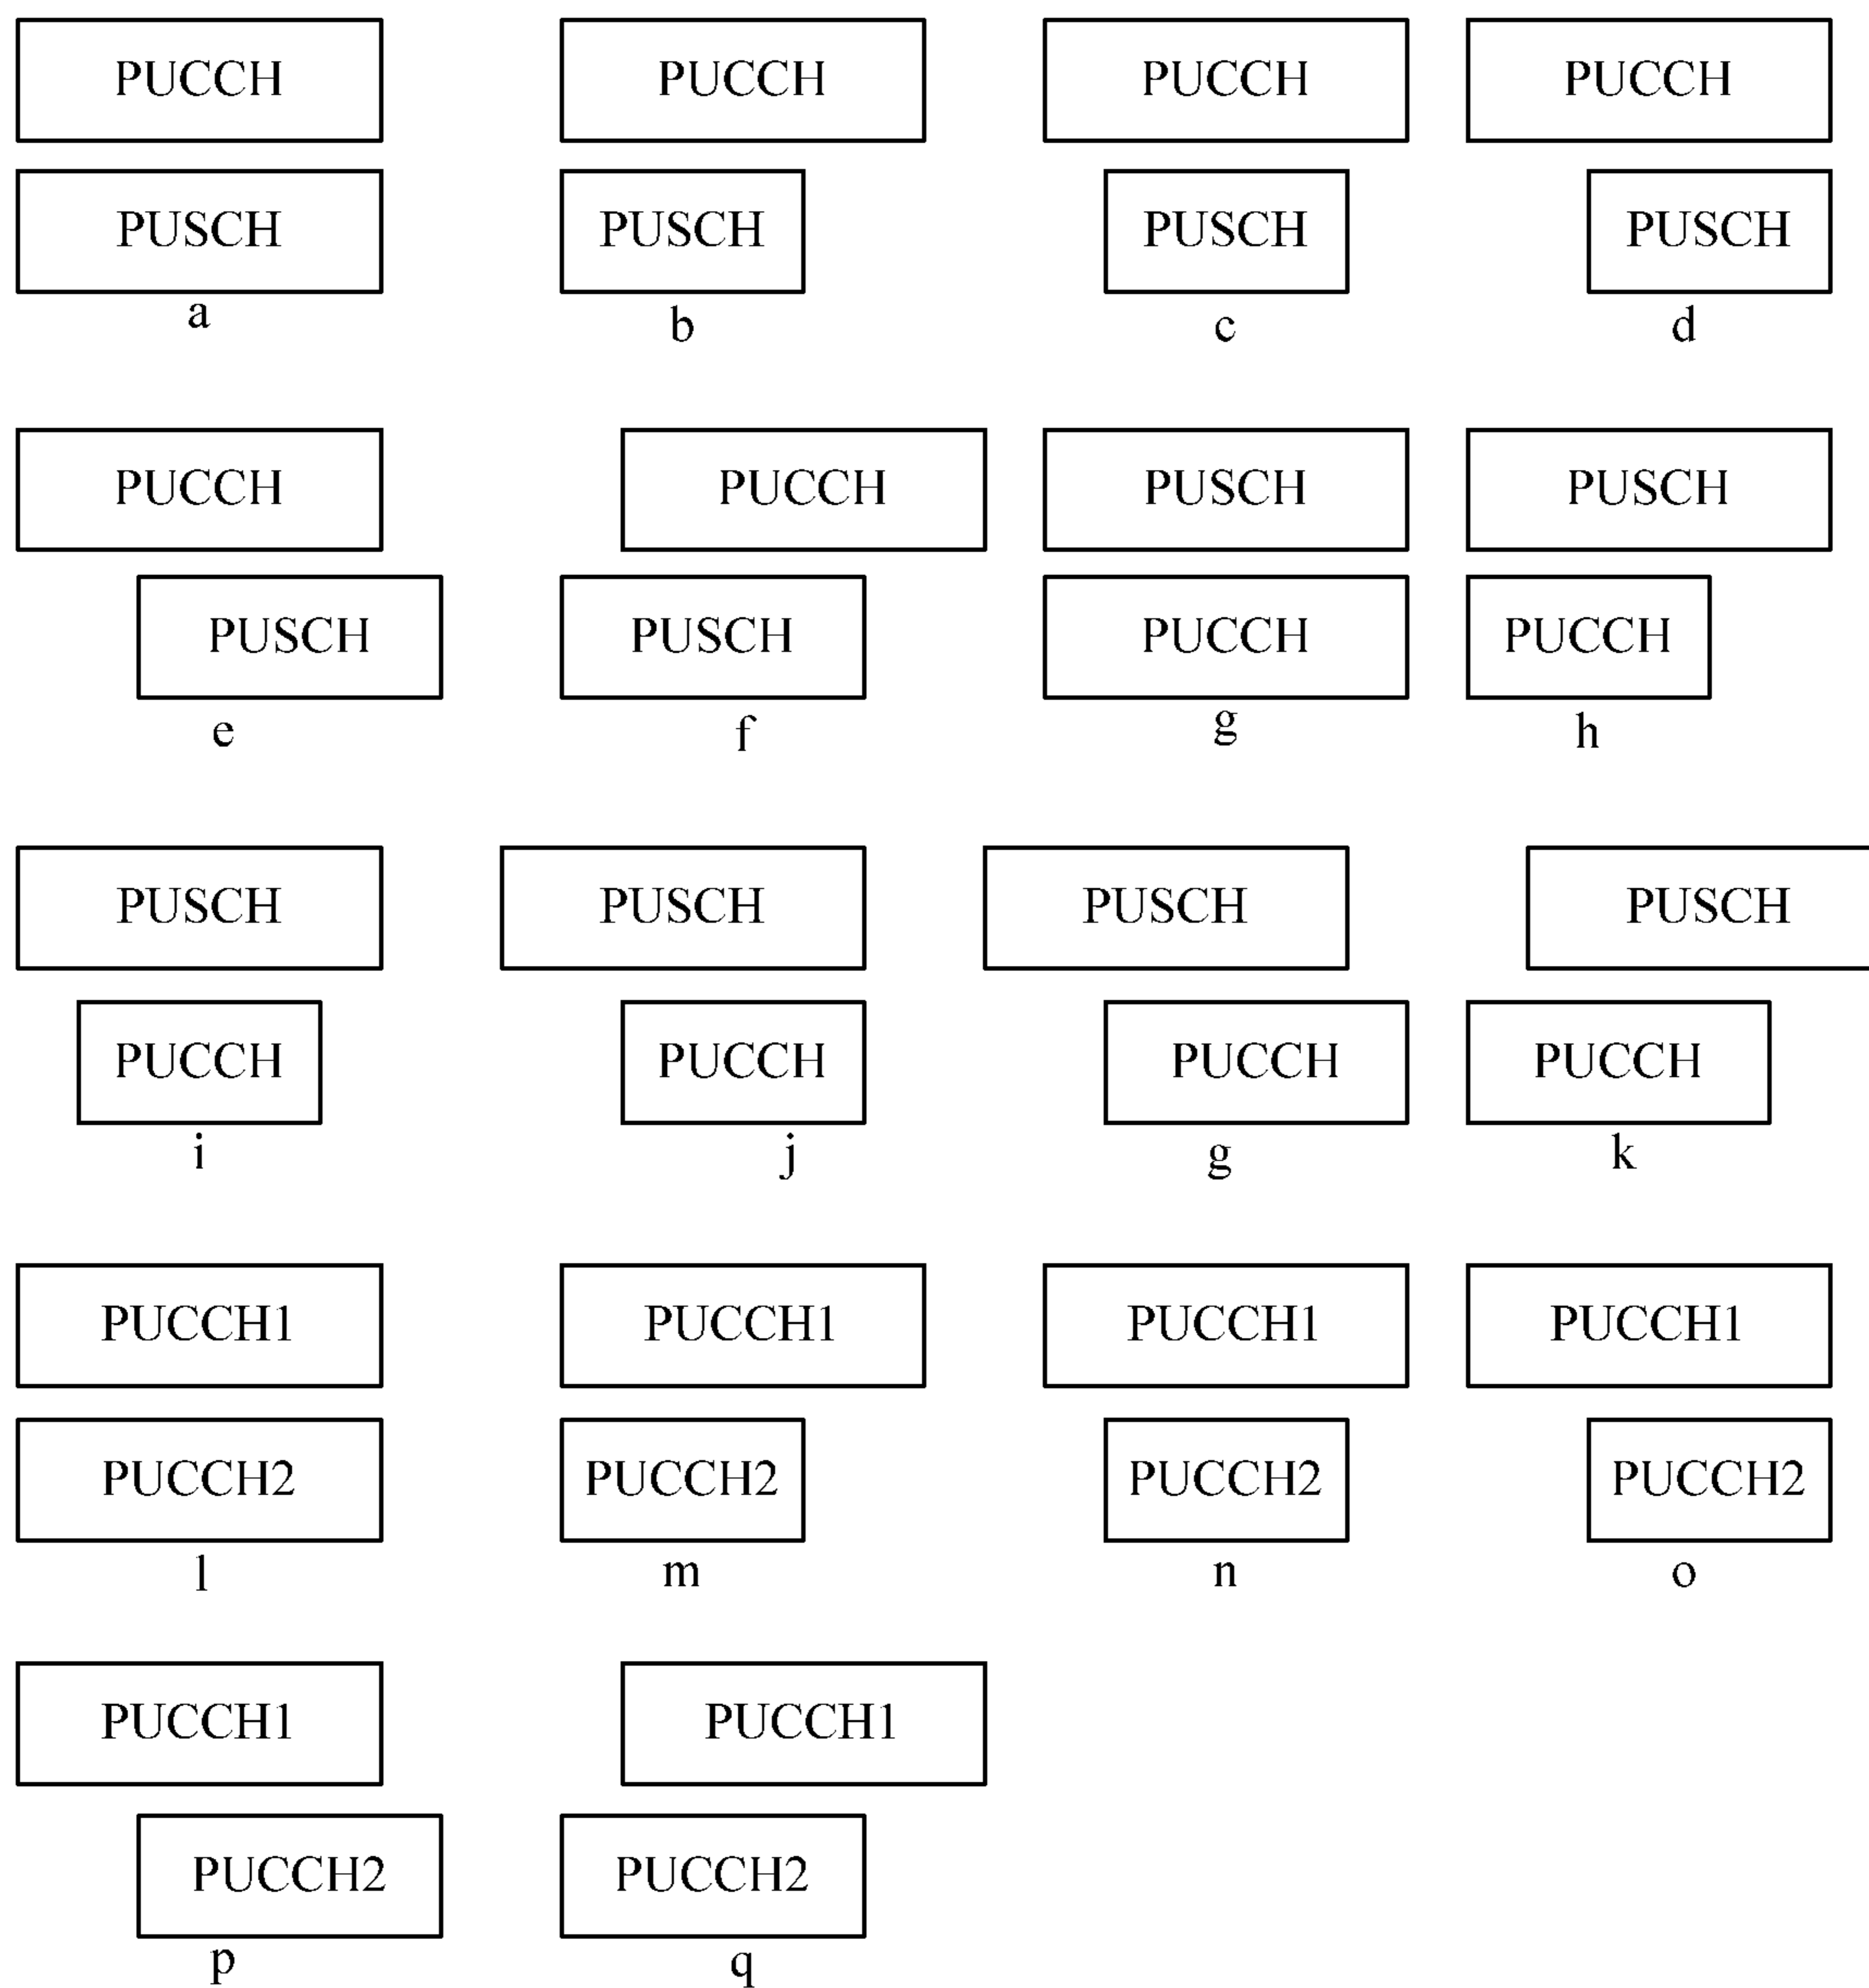 PUCCH PUCCH PUCCH PUCCH
PUSCH PUSCH PUSCH PUSCH
a b c d
PUCCH PUCCH PUSCH PUSCH
PUSCH PUSCH PUCCH PUCCH
e f g h
PUSCH PUSCH PUSCH PUSCH
PUCCH PUCCH PUCCH PUCCH
i j g k
PUCCH1 PUCCH1 PUCCH1 PUCCH1
PUCCH2 PUCCH2 PUCCH2 PUCCH2
l m n o
PUCCH1 PUCCH1
PUCCH2 PUCCH2
p q